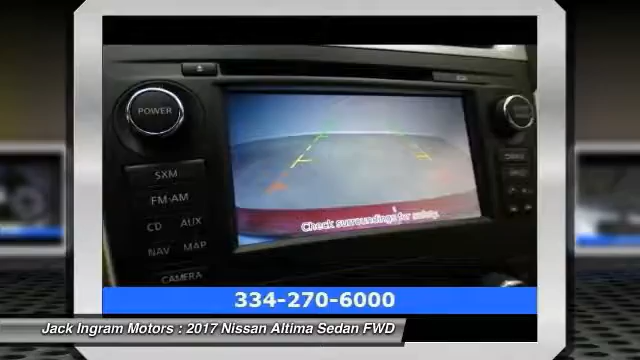 POWER
SXM
FM-AM
CD AUX
NAV MAP
CAMERA
Check surroundings for safety.
334-270-6000
Jack Ingram Motors : 2017 Nissan Altima Sedan FWD